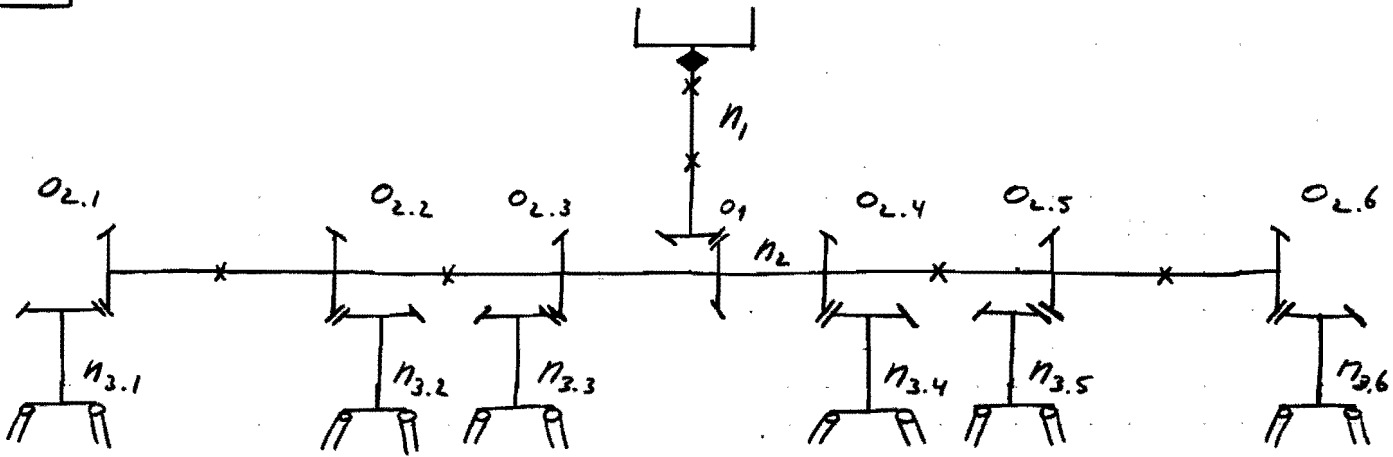 n₁
o₂.₁ o₂.₂ o₂.₃ o₁ o₂.₄ o₂.₅ o₂.₆
n₂
n₃.₁ n₃.₂ n₃.₃ n₃.₄ n₃.₅ n₃.₆